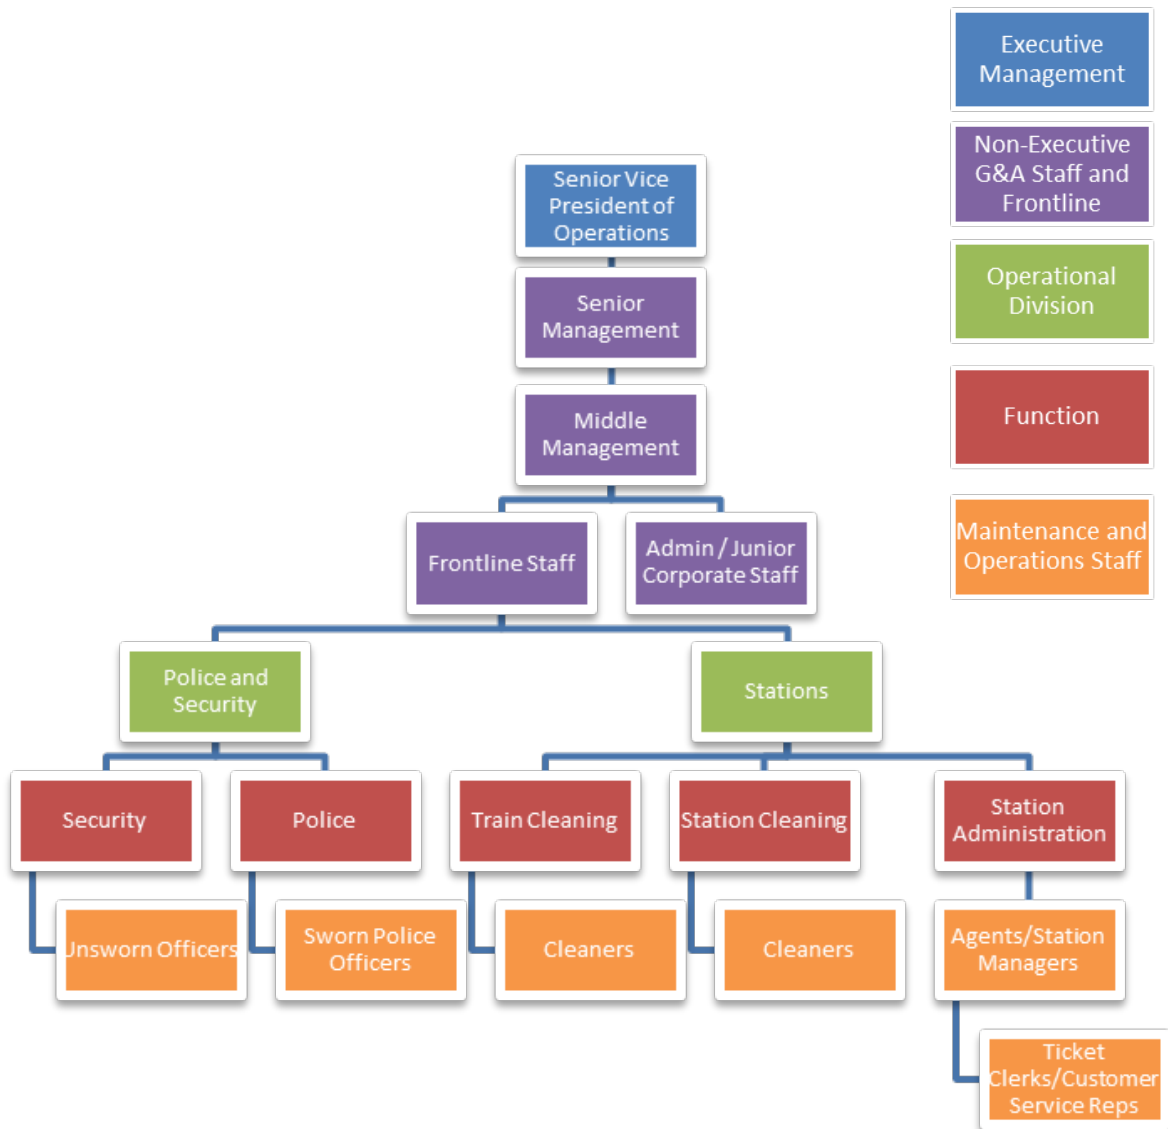 Executive
Management
Non-Executive
G&A Staff and
Frontline
Senior Vice
President of
Operations
Operational
Division
Senior
Management
Function
Middle
Management
Maintenance and
Operations Staff
Frontline Staff
Admin / Junior
Corporate Staff
Police and
Security
Stations
Security
Police
Train Cleaning
Station Cleaning
Station
Administration
Unsworn Officers
Sworn Police
Officers
Cleaners
Cleaners
Agents/Station
Managers
Ticket
Clerks/Customer
Service Reps